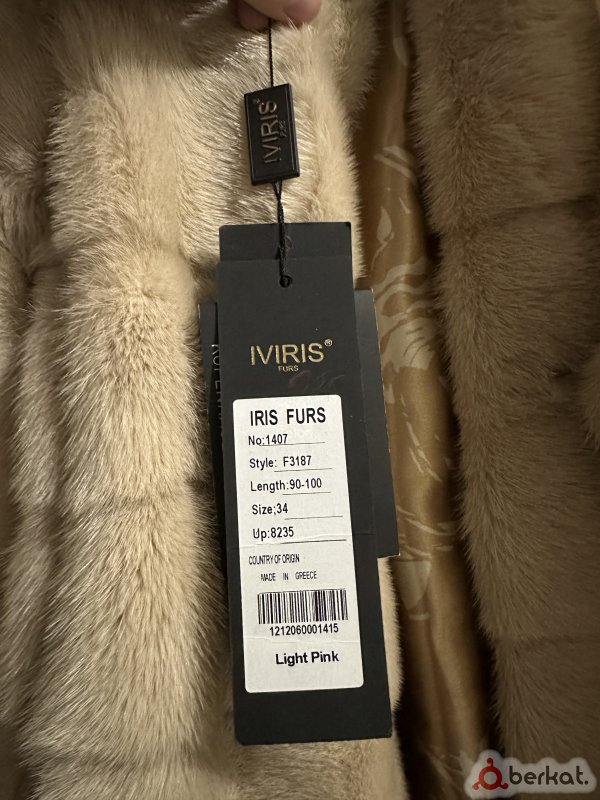 IVIRIS®
FURS
IVIRIS®
FURS
IRIS FURS
No:1407
Style: F3187
Length:90-100
Size;34
Up:8235
COUNTRY OF ORIGIN
MADE IN GREECE
1212060001415
Light Pink
berkat.